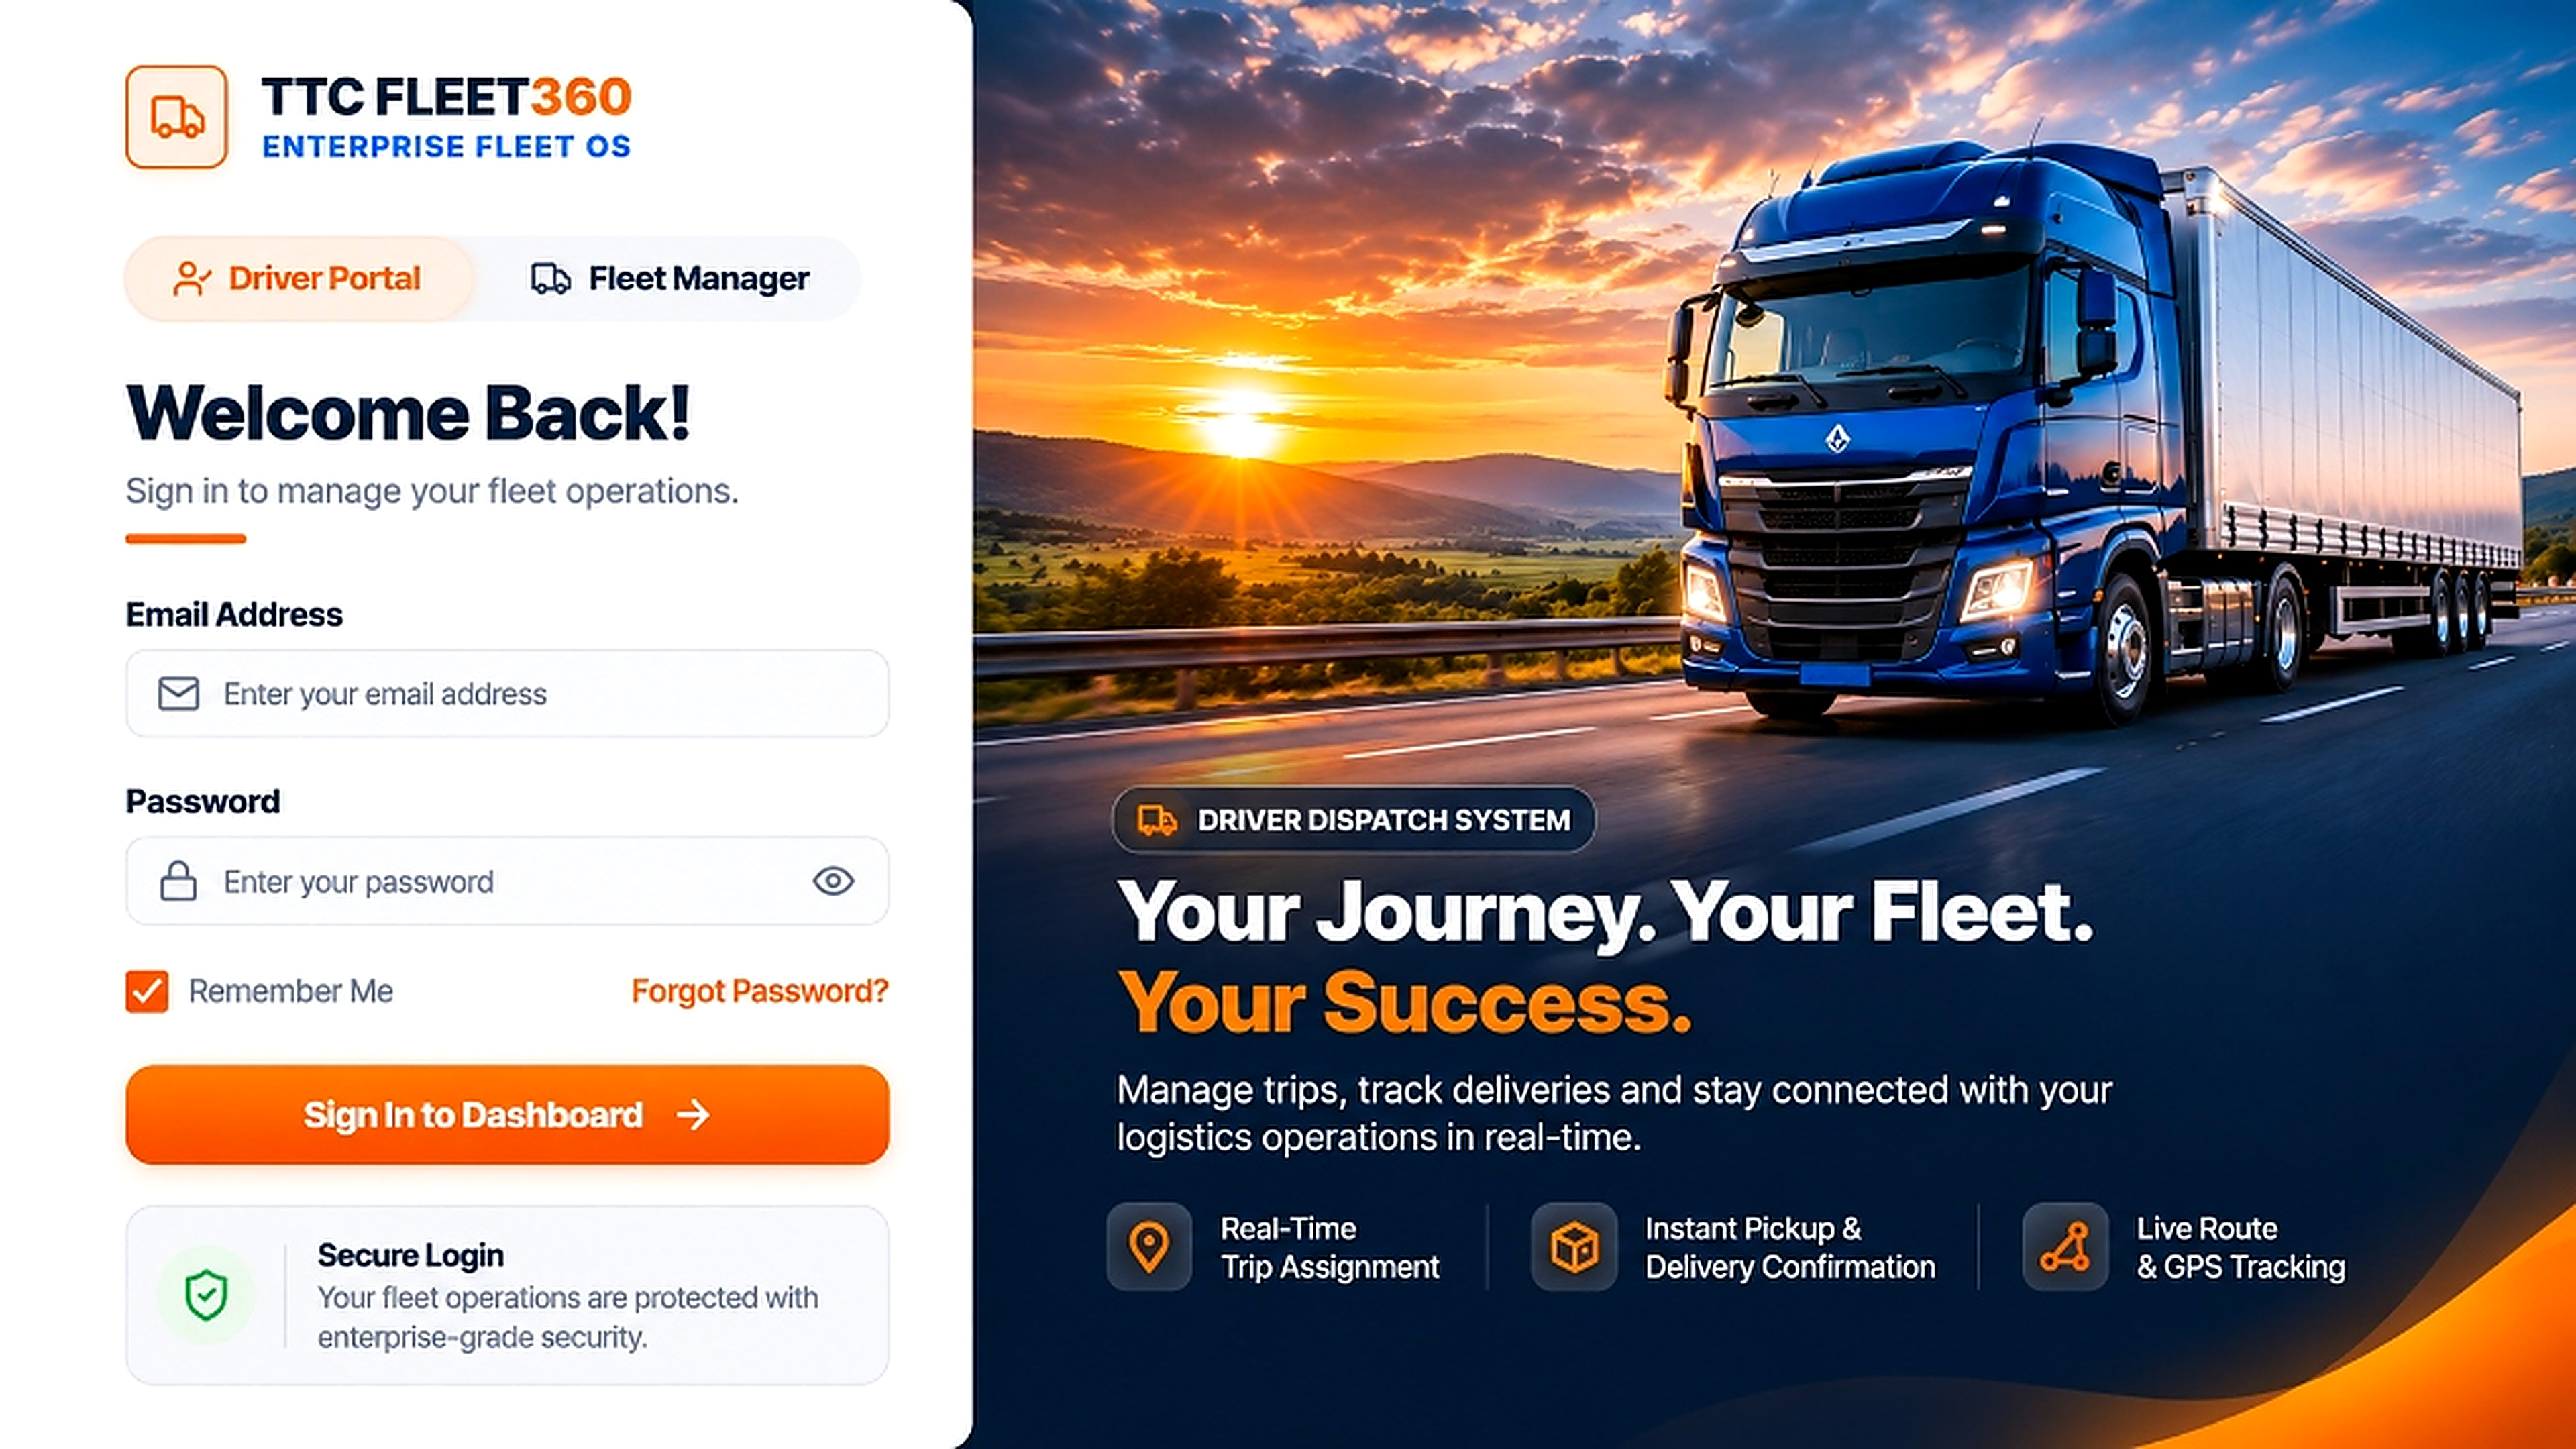 TTC FLEET360
ENTERPRISE FLEET OS
Driver Portal
Fleet Manager
Welcome Back!
Sign in to manage your fleet operations.
Email Address
Enter your email address
Password
Enter your password
Remember Me
Forgot Password?
Sign In to Dashboard
Secure Login
Your fleet operations are protected with
enterprise-grade security.
DRIVER DISPATCH SYSTEM
Your Journey. Your Fleet.
Your Success.
Manage trips, track deliveries and stay connected with your
logistics operations in real-time.
Real-Time
Trip Assignment
Instant Pickup &
Delivery Confirmation
Live Route
& GPS Tracking